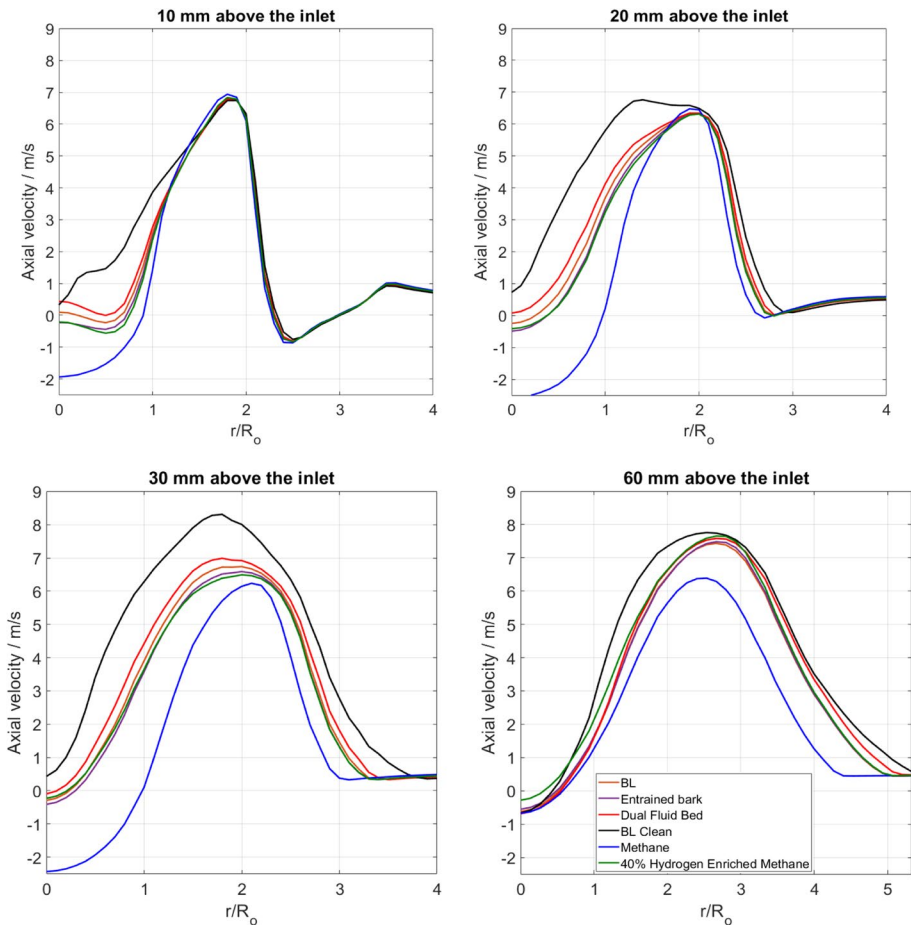 10 mm above the inlet
9
8
7
6
5
4
3
2
1
0
-1
-2
Axial velocity / m/s
0 1 2 3 4
r/R_o
20 mm above the inlet
9
8
7
6
5
4
3
2
1
0
-1
-2
Axial velocity / m/s
0 1 2 3 4
r/R_o
30 mm above the inlet
9
8
7
6
5
4
3
2
1
0
-1
-2
Axial velocity / m/s
0 1 2 3 4
r/R_o
60 mm above the inlet
9
8
7
6
5
4
3
2
1
0
-1
-2
Axial velocity / m/s
BL
Entrained bark
Dual Fluid Bed
BL Clean
Methane
40% Hydrogen Enriched Methane
0 1 2 3 4 5
r/R_o